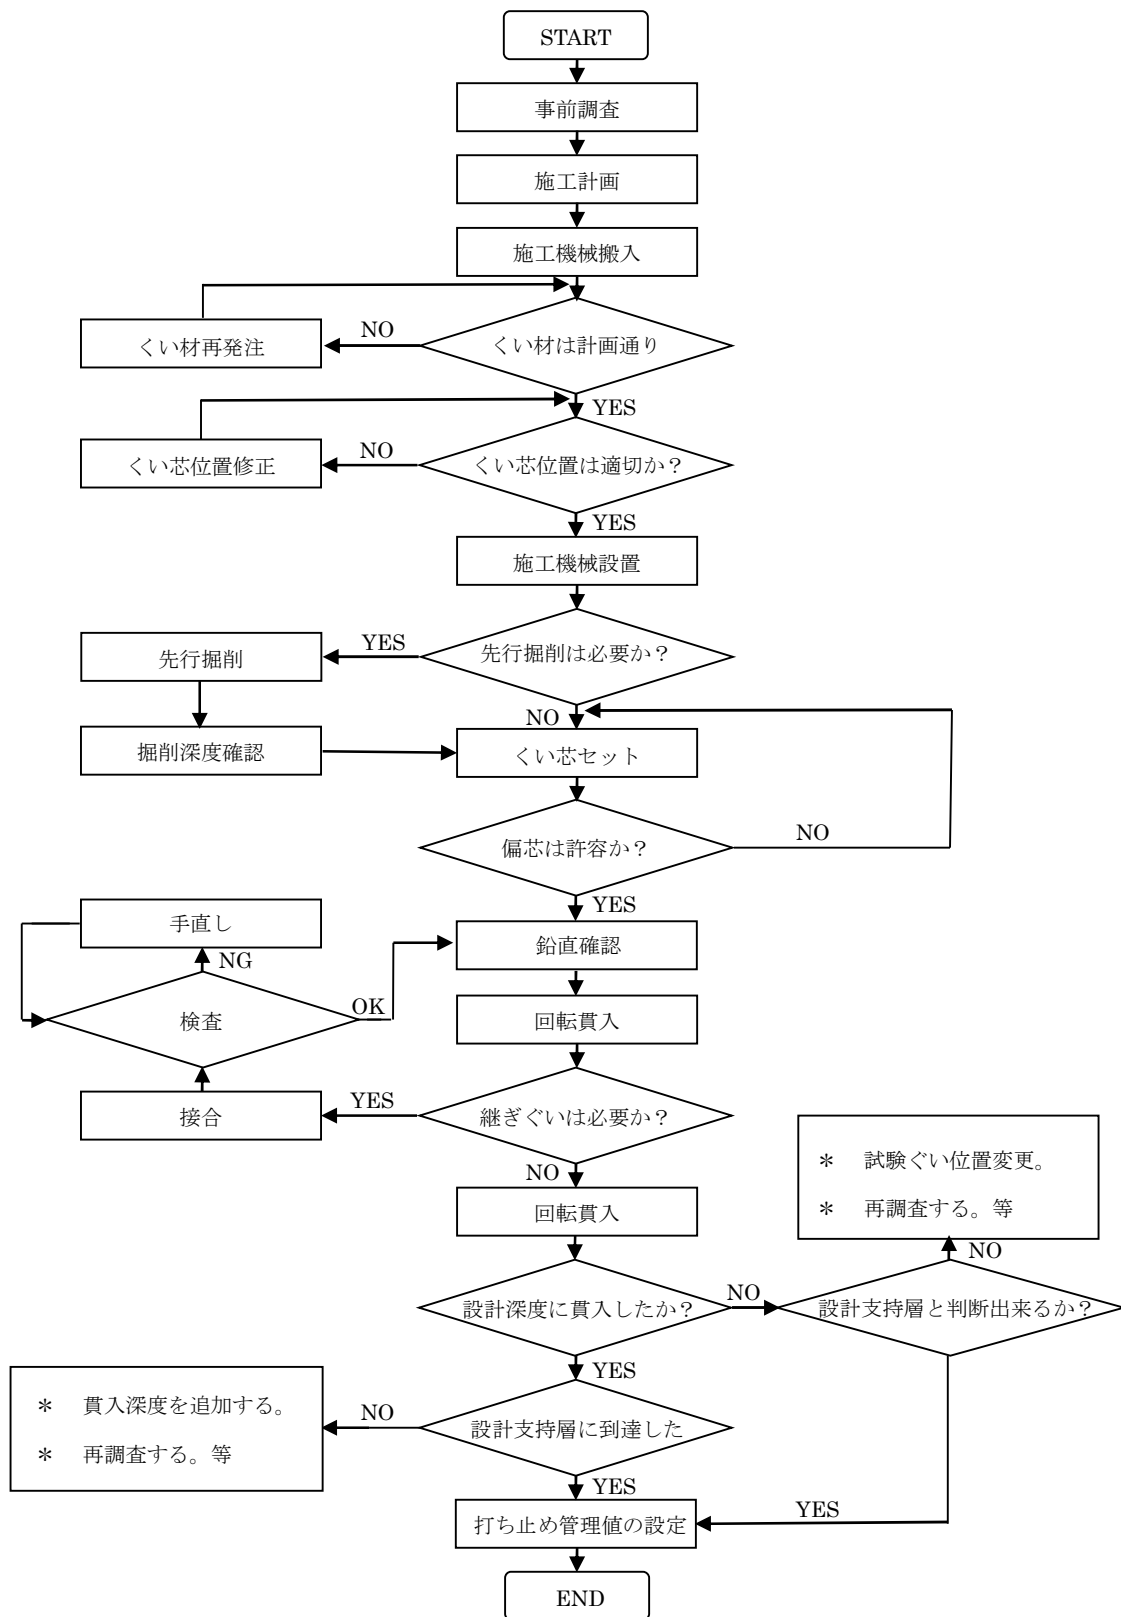 START
事前調査
施工計画
施工機械搬入
くい材再発注
NO
くい材は計画通り
YES
くい芯位置修正
NO
くい芯位置は適切か？
YES
施工機械設置
先行掘削
YES
先行掘削は必要か？
NO
掘削深度確認
くい芯セット
偏芯は許容か？
NO
YES
手直し
鉛直確認
NG
検査
OK
回転貫入
接合
YES
継ぎぐいは必要か？
NO
＊ 試験ぐい位置変更。
＊ 再調査する。等
回転貫入
NO
設計深度に貫入したか？
NO
設計支持層と判断出来るか？
YES
＊ 貫入深度を追加する。
＊ 再調査する。等
NO
設計支持層に到達した
YES
YES
打ち止め管理値の設定
END